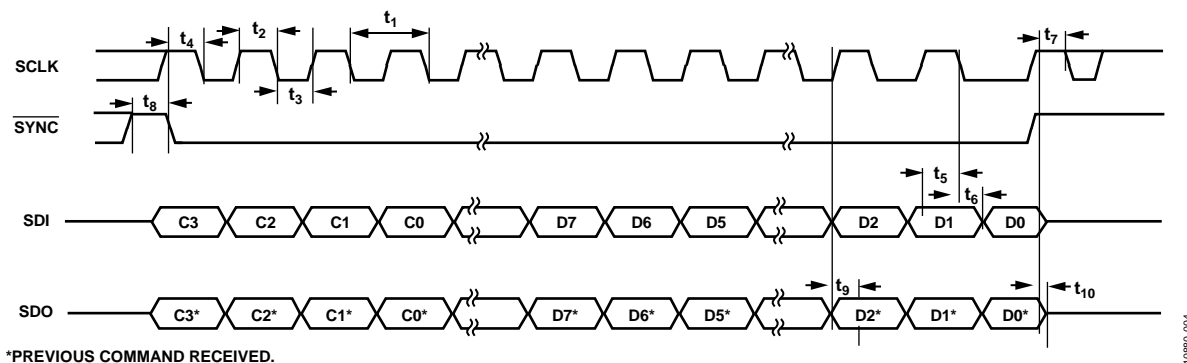 t4 t2 t1 t7
SCLK
t3
t8
SYNC
t5
t6
SDI C3 C2 C1 C0 D7 D6 D5 D2 D1 D0
t9
t10
SDO C3* C2* C1* C0* D7* D6* D5* D2* D1* D0*
*PREVIOUS COMMAND RECEIVED.